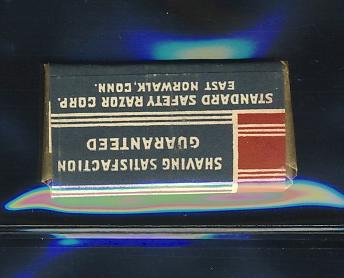 SHAVING SATISFACTION
GUARANTEED
STANDARD SAFETY RAZOR CORP.
EAST NORWALK, CONN.